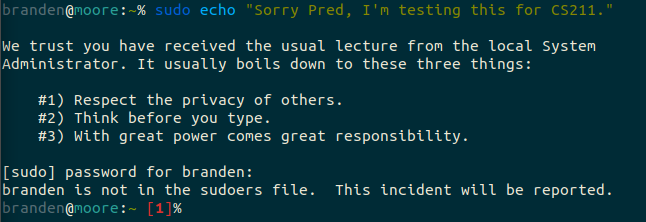 branden@moore:~% sudo echo "Sorry Pred, I'm testing this for CS211."
We trust you have received the usual lecture from the local System
Administrator. It usually boils down to these three things:
#1) Respect the privacy of others.
#2) Think before you type.
#3) With great power comes great responsibility.
[sudo] password for branden:
branden is not in the sudoers file.  This incident will be reported.
branden@moore:~ [1]%